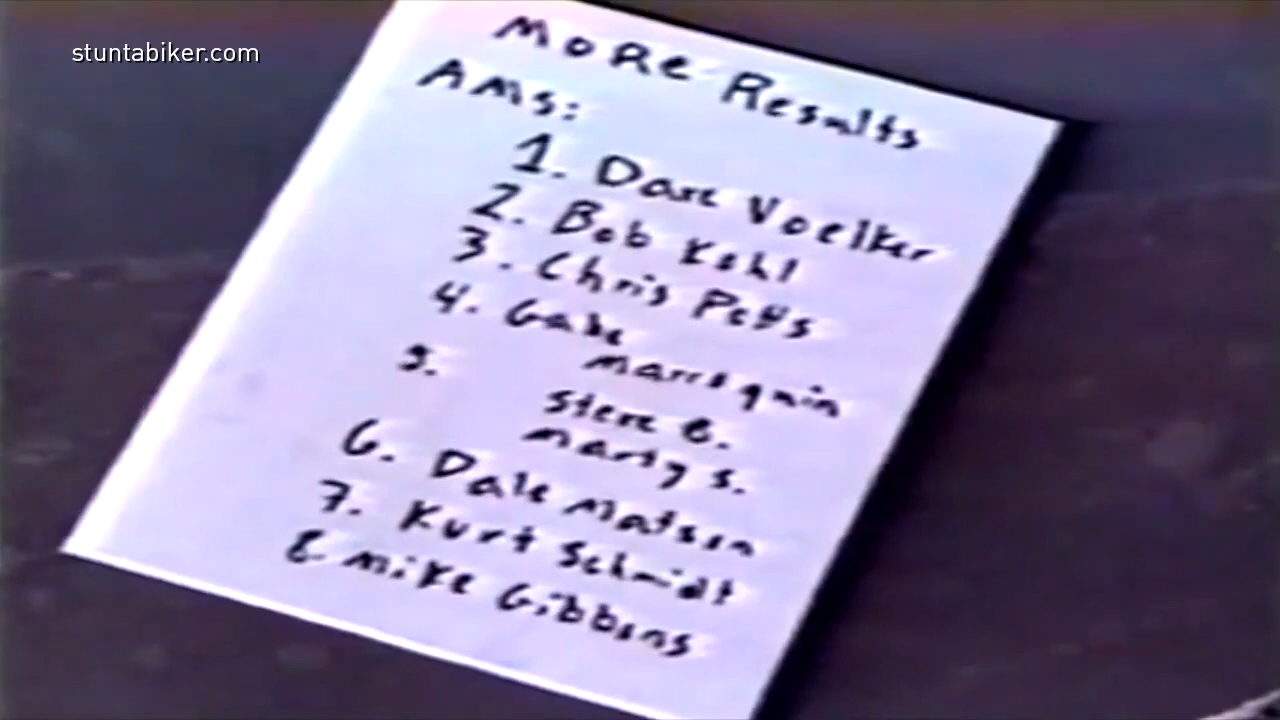 stuntabiker.com
MORe Results
AMs:
1. Dave Voelker
2. Bob Kohl
3. Chris Potts
4. Gabe
marroquin
5.
Steve B.
marty s.
6. Dale Matson
7. Kurt Schmidt
8. mike Gibbons